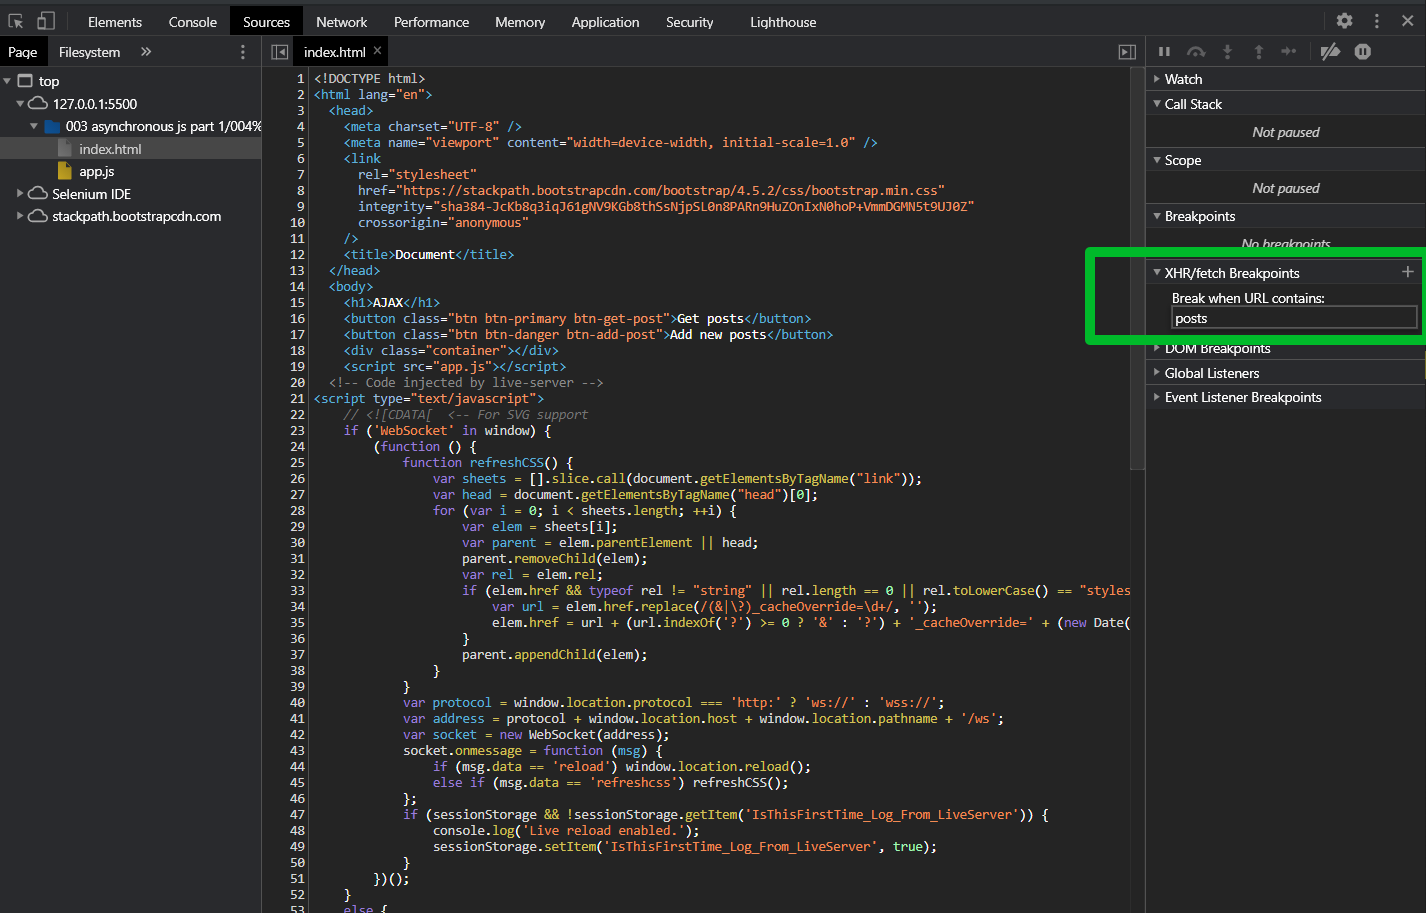 Elements Console Sources Network Performance Memory Application Security Lighthouse
Page Filesystem »
index.html ×
top
127.0.0.1:5500
003 asynchronous js part 1/004%
index.html
app.js
Selenium IDE
stackpath.bootstrapcdn.com
1 <!DOCTYPE html>
2 <html lang="en">
3 <head>
4 <meta charset="UTF-8" />
5 <meta name="viewport" content="width=device-width, initial-scale=1.0" />
6 <link
7 rel="stylesheet"
8 href="https://stackpath.bootstrapcdn.com/bootstrap/4.5.2/css/bootstrap.min.css"
9 integrity="sha384-JcKb8q3iqJ61gNV9KGb8thSsNjpSL0n8PARn9HuZOnIxN0hoP+VmmDGMN5t9UJ0Z"
10 crossorigin="anonymous"
11 />
12 <title>Document</title>
13 </head>
14 <body>
15 <h1>AJAX</h1>
16 <button class="btn btn-primary btn-get-post">Get posts</button>
17 <button class="btn btn-danger btn-add-post">Add new posts</button>
18 <div class="container"></div>
19 <script src="app.js"></script>
20 <!-- Code injected by live-server -->
21 <script type="text/javascript">
22 // <![CDATA[ <-- For SVG support
23 if ('WebSocket' in window) {
24 (function () {
25 function refreshCSS() {
26 var sheets = [].slice.call(document.getElementsByTagName("link"));
27 var head = document.getElementsByTagName("head")[0];
28 for (var i = 0; i < sheets.length; ++i) {
29 var elem = sheets[i];
30 var parent = elem.parentElement || head;
31 parent.removeChild(elem);
32 var rel = elem.rel;
33 if (elem.href && typeof rel != "string" || rel.length == 0 || rel.toLowerCase() == "styles
34 var url = elem.href.replace(/(&|\?)_cacheOverride=\d+/, '');
35 elem.href = url + (url.indexOf('?') >= 0 ? '&' : '?') + '_cacheOverride=' + (new Date(
36 }
37 parent.appendChild(elem);
38 }
39 }
40 var protocol = window.location.protocol === 'http:' ? 'ws://' : 'wss://';
41 var address = protocol + window.location.host + window.location.pathname + '/ws';
42 var socket = new WebSocket(address);
43 socket.onmessage = function (msg) {
44 if (msg.data == 'reload') window.location.reload();
45 else if (msg.data == 'refreshcss') refreshCSS();
46 };
47 if (sessionStorage && !sessionStorage.getItem('IsThisFirstTime_Log_From_LiveServer')) {
48 console.log('Live reload enabled.');
49 sessionStorage.setItem('IsThisFirstTime_Log_From_LiveServer', true);
50 }
51 })();
52 }
53 else {
Watch
Call Stack
Not paused
Scope
Not paused
Breakpoints
No breakpoints
XHR/fetch Breakpoints +
Break when URL contains:
posts
DOM Breakpoints
Global Listeners
Event Listener Breakpoints